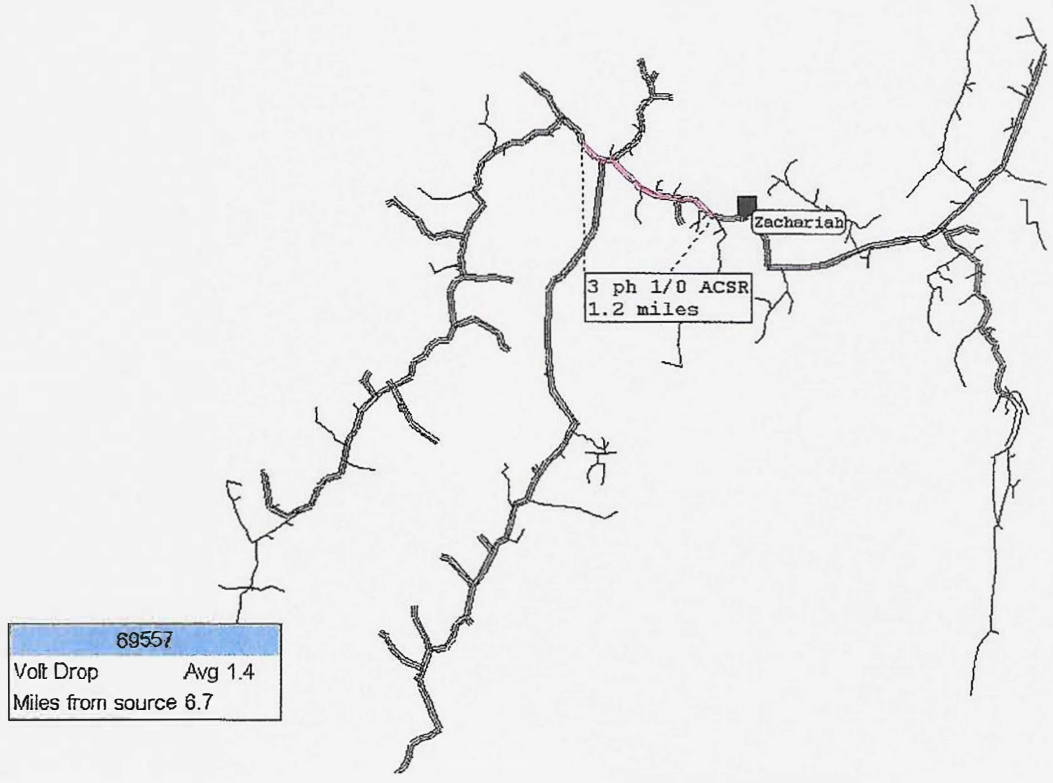 Zachariah
3 ph 1/0 ACSR
1.2 miles
69557
Volt Drop Avg 1.4
Miles from source 6.7